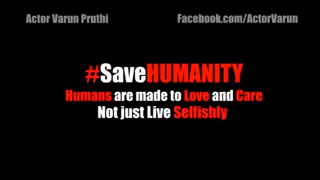 Actor Varun Pruthi
Facebook.com/ActorVarun
#SaveHUMANITY
Humans are made to Love and Care
Not just Live Selfishly